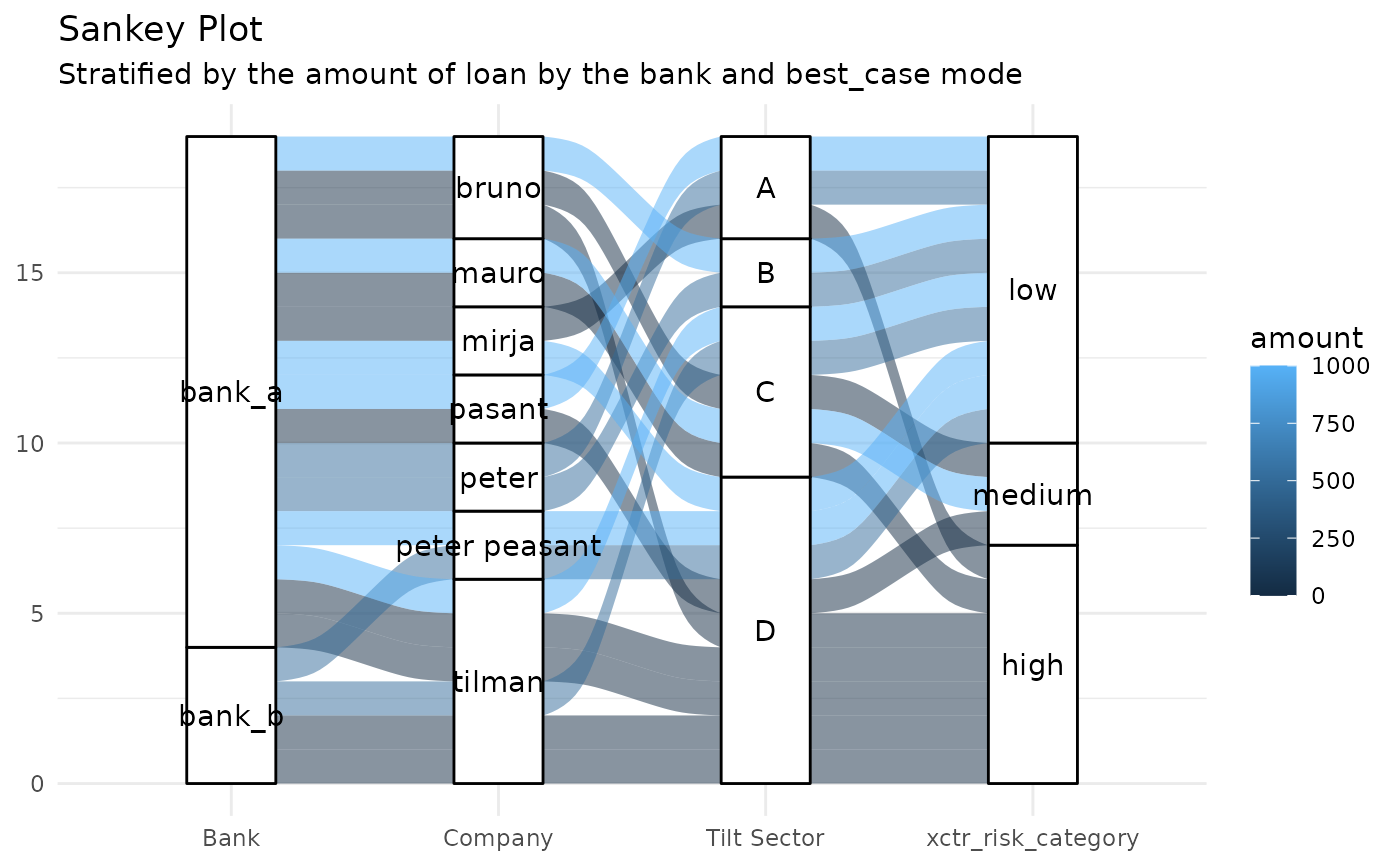 Sankey Plot
Stratified by the amount of loan by the bank and best_case mode
15
10
5
0
bank_a
bank_b
bruno
mauro
mirja
pasant
peter
peter peasant
tilman
A
B
C
D
low
medium
high
Bank
Company
Tilt Sector
xctr_risk_category
amount
1000
750
500
250
0